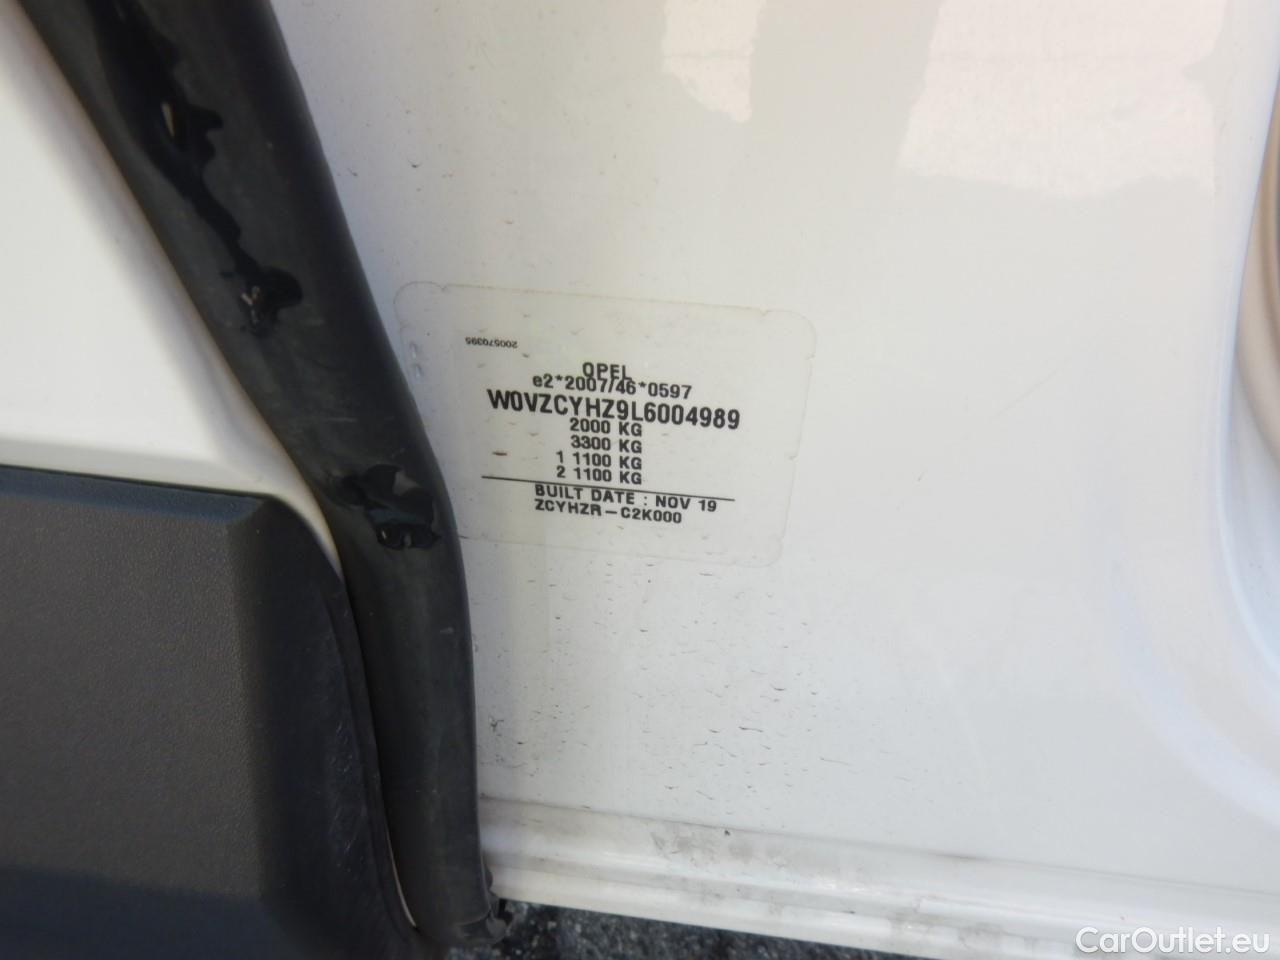 200570395
OPEL
e2*2007/46*0597
W0VZCYHZ9L6004989
2000 KG
3300 KG
1 1100 KG
2 1100 KG
BUILT DATE : NOV 19
ZCYHZR-C2K000
CarOutlet.eu